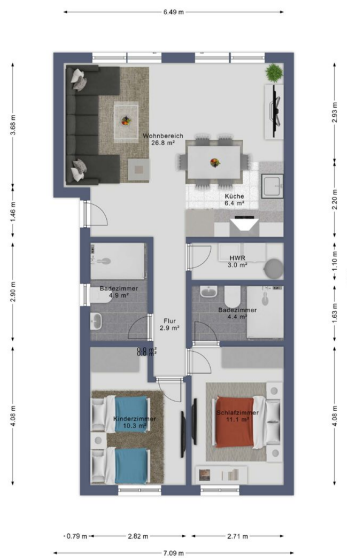 6.49 m
3.68 m
2.93 m
Wohnbereich
26.8 m²
Küche
6.4 m²
2.20 m
1.46 m
HWR
3.0 m²
1.10 m
Badezimmer
4.9 m²
2.90 m
Badezimmer
4.4 m²
1.63 m
Flur
2.9 m²
Kinderzimmer
10.3 m²
Schlafzimmer
11.1 m²
4.08 m
4.38 m
0.79 m
2.82 m
2.71 m
7.09 m